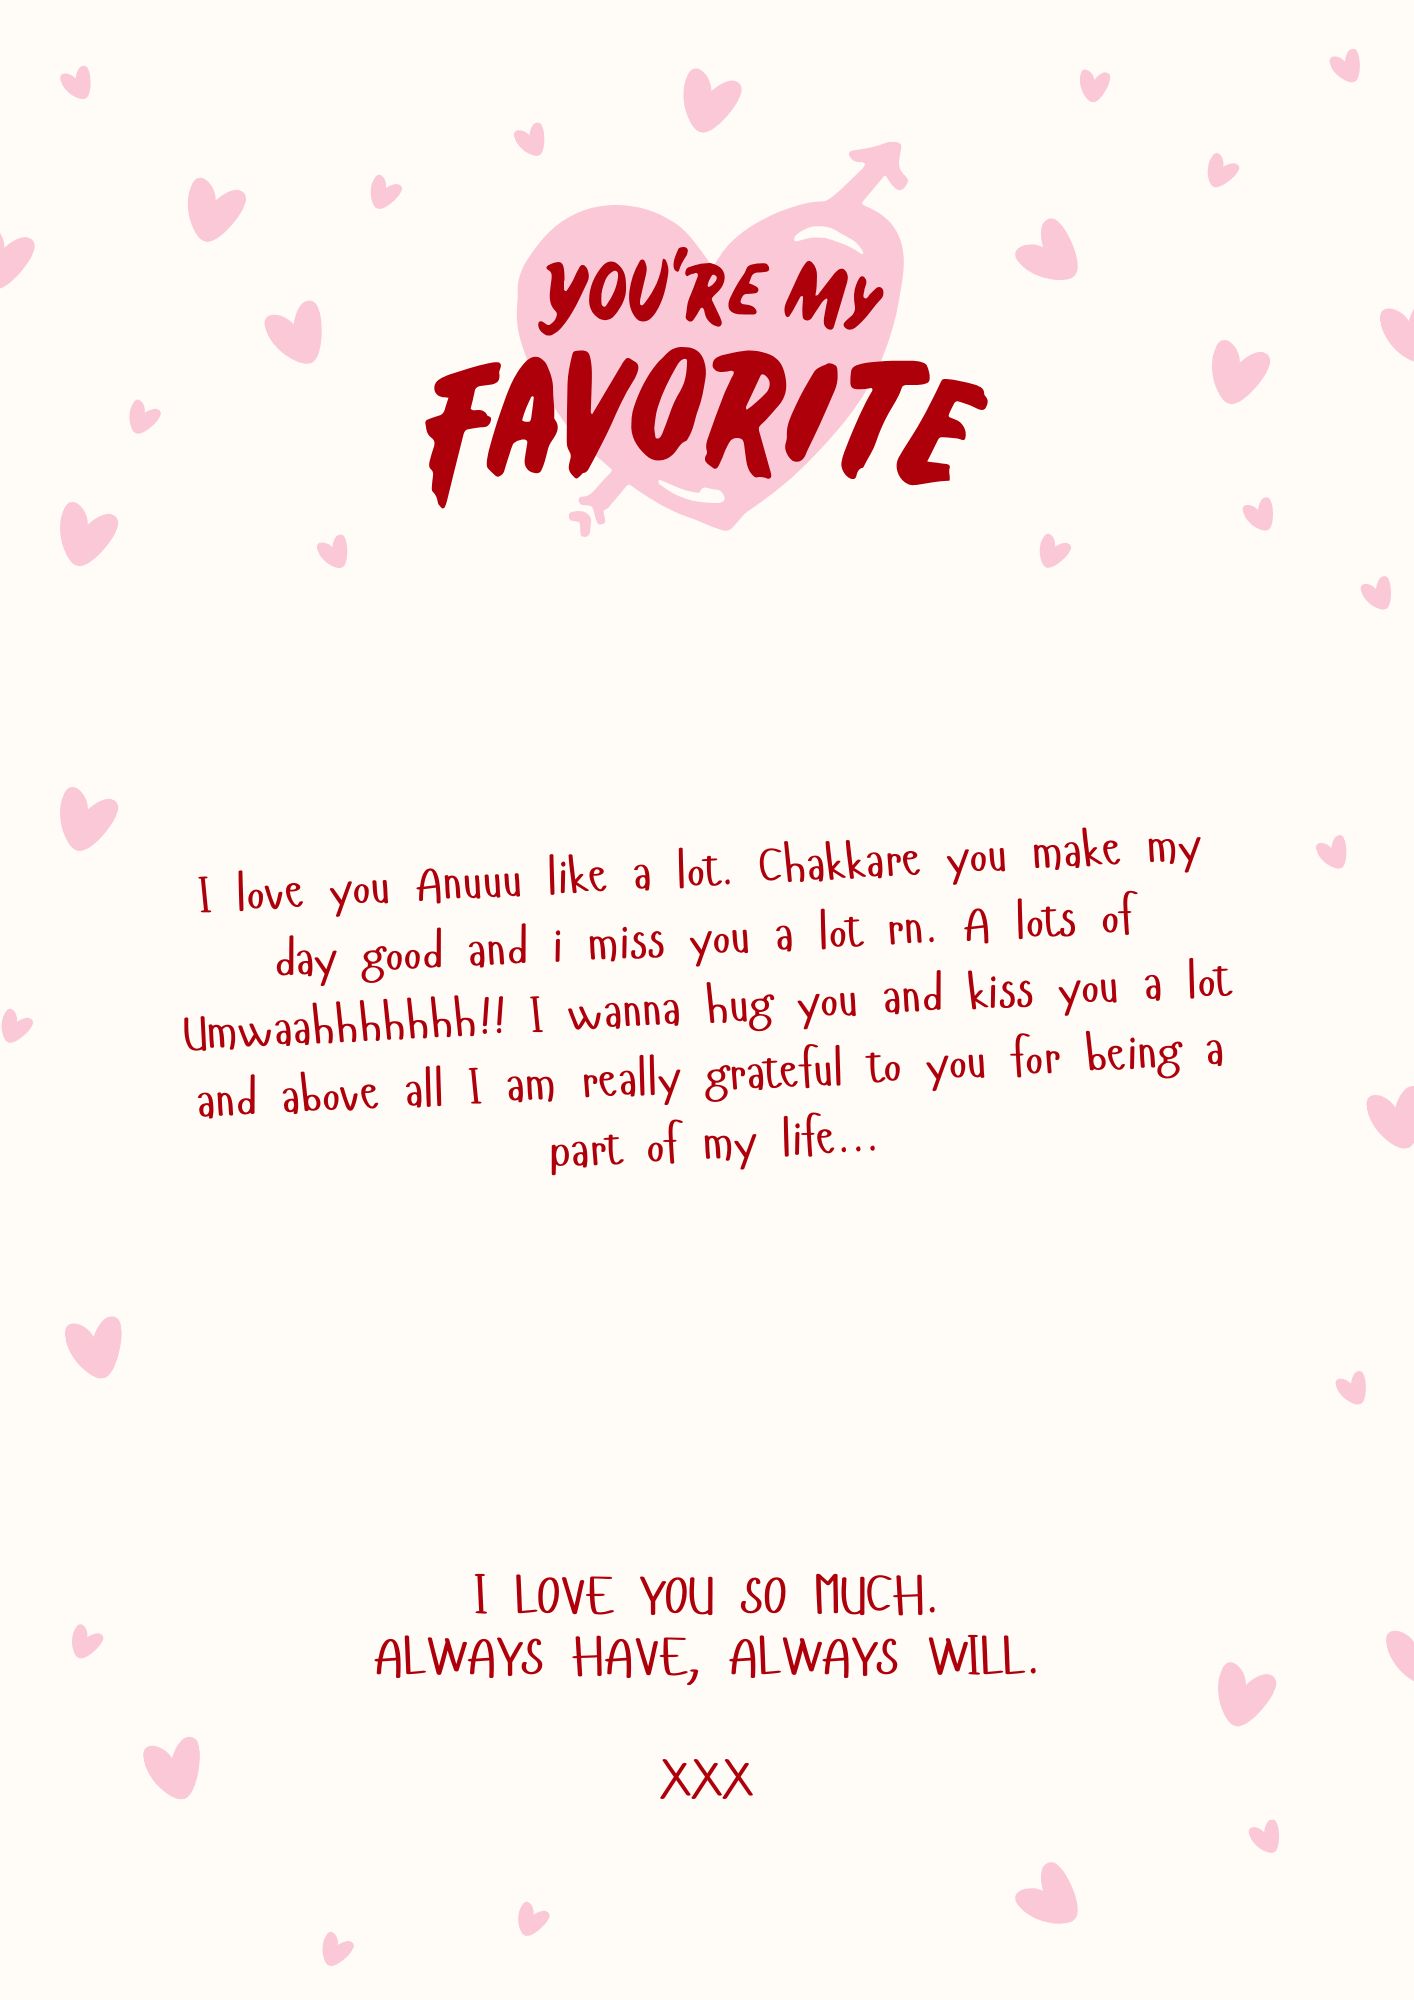 YOU'RE MY
FAVORITE
I love you Anuuu like a lot. Chakkare you make my
day good and i miss you a lot rn. A lots of
Umwaahhhhhhh!! I wanna hug you and kiss you a lot
and above all I am really grateful to you for being a
part of my life...
I LOVE YOU SO MUCH.
ALWAYS HAVE, ALWAYS WILL.
XXX